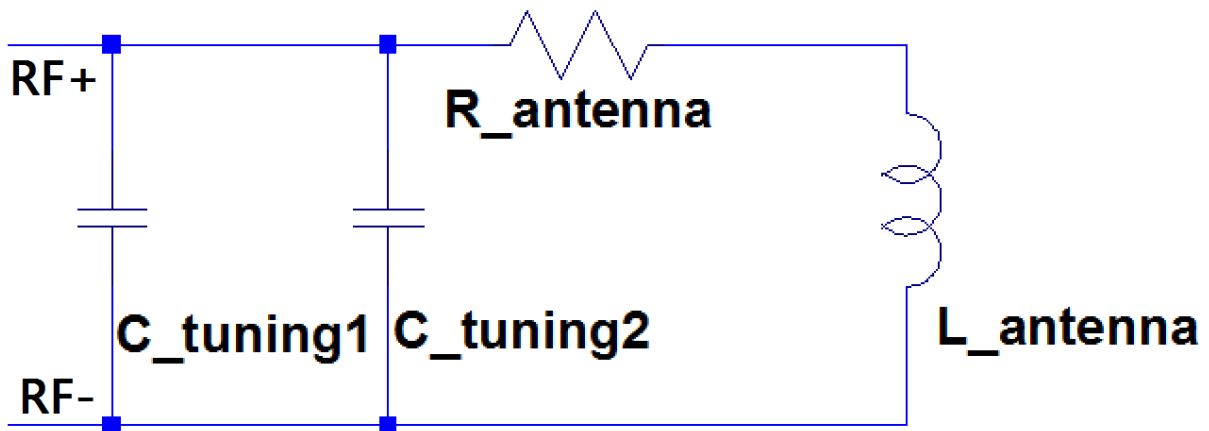 RF+
R_antenna
C_tuning1
C_tuning2
L_antenna
RF-